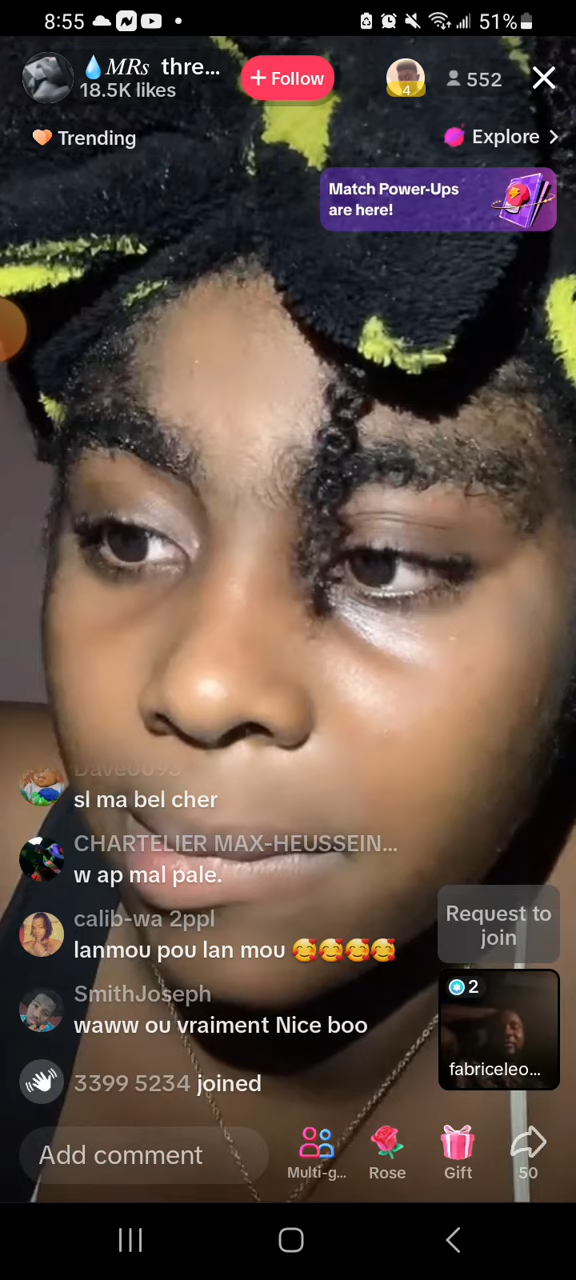 8:55
51%
💧MRs thre...
18.5K likes
+ Follow
4
552
Trending
Explore
Match Power-Ups
are here!
Dave0095
sl ma bel cher
CHARTELIER MAX-HEUSSEIN...
w ap mal pale.
calib-wa 2ppl
lanmou pou lan mou 🥰🥰🥰🥰
SmithJoseph
waww ou vraiment Nice boo
3399 5234 joined
Request to
join
2
fabriceleo...
Add comment
Multi-g...
Rose
Gift
50